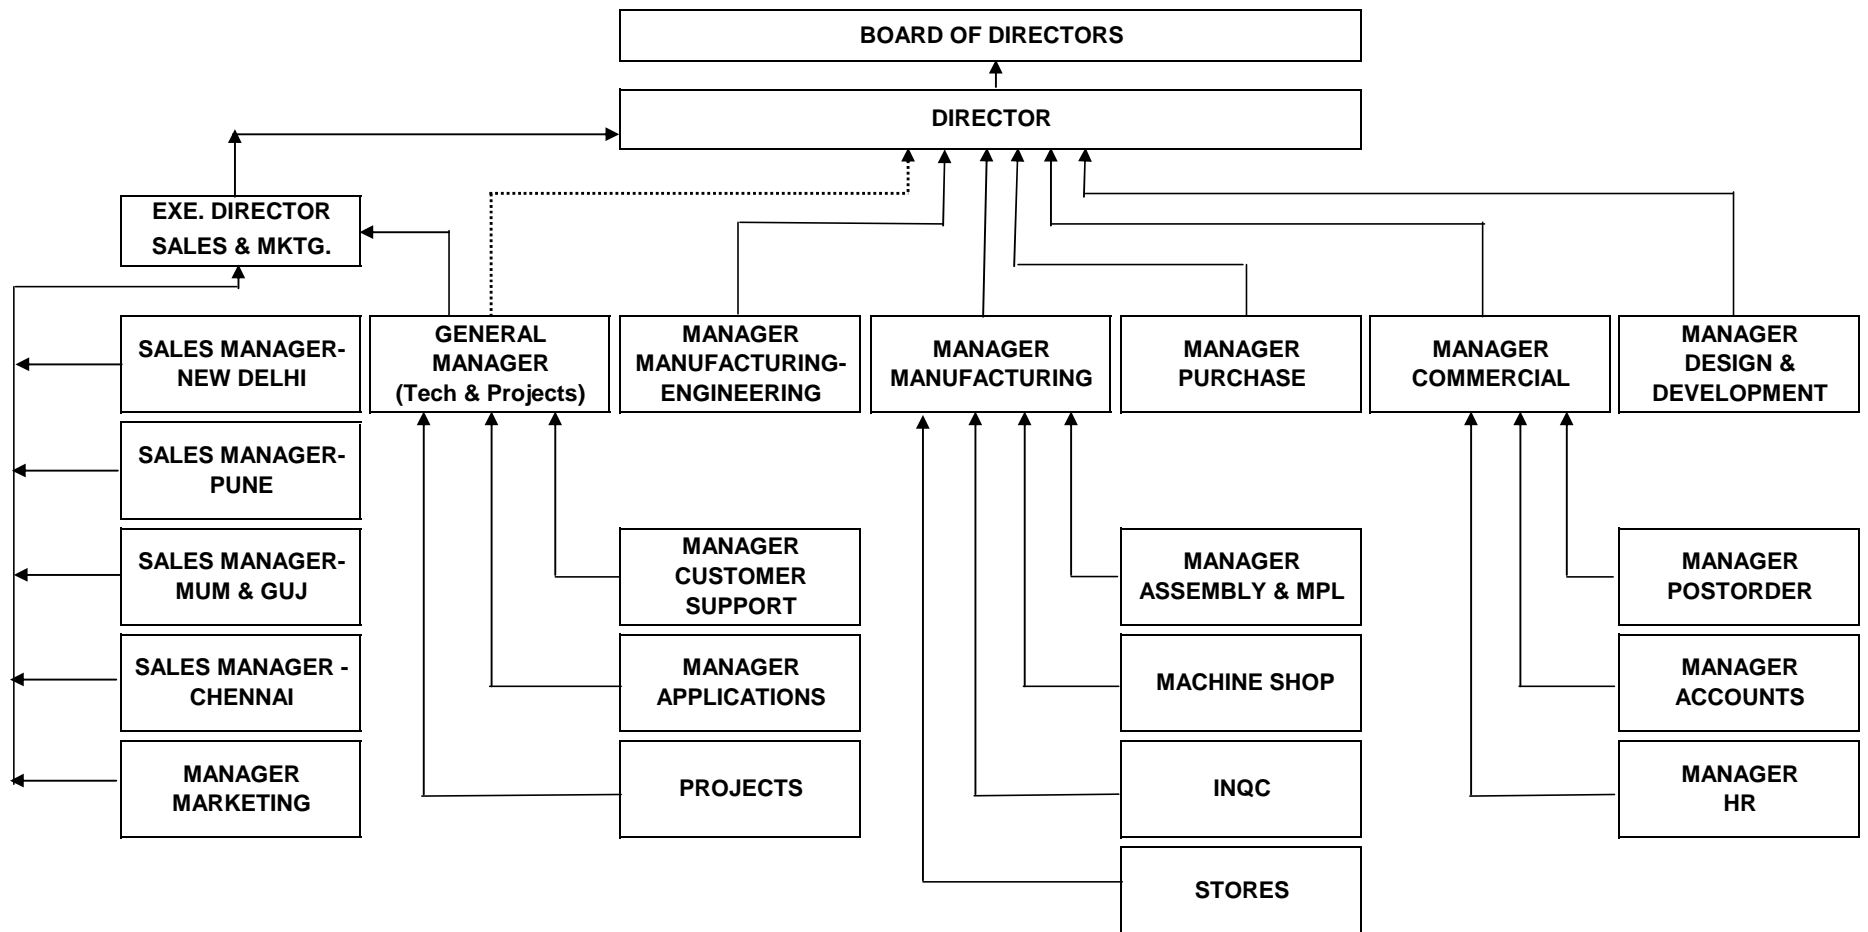 BOARD OF DIRECTORS
DIRECTOR
EXE. DIRECTOR
SALES & MKTG.
SALES MANAGER-
NEW DELHI
GENERAL
MANAGER
(Tech & Projects)
MANAGER
MANUFACTURING-
ENGINEERING
MANAGER
MANUFACTURING
MANAGER
PURCHASE
MANAGER
COMMERCIAL
MANAGER
DESIGN &
DEVELOPMENT
SALES MANAGER-
PUNE
SALES MANAGER-
MUM & GUJ
MANAGER
CUSTOMER
SUPPORT
MANAGER
ASSEMBLY & MPL
MANAGER
POSTORDER
SALES MANAGER -
CHENNAI
MANAGER
APPLICATIONS
MACHINE SHOP
MANAGER
ACCOUNTS
MANAGER
MARKETING
PROJECTS
INQC
MANAGER
HR
STORES